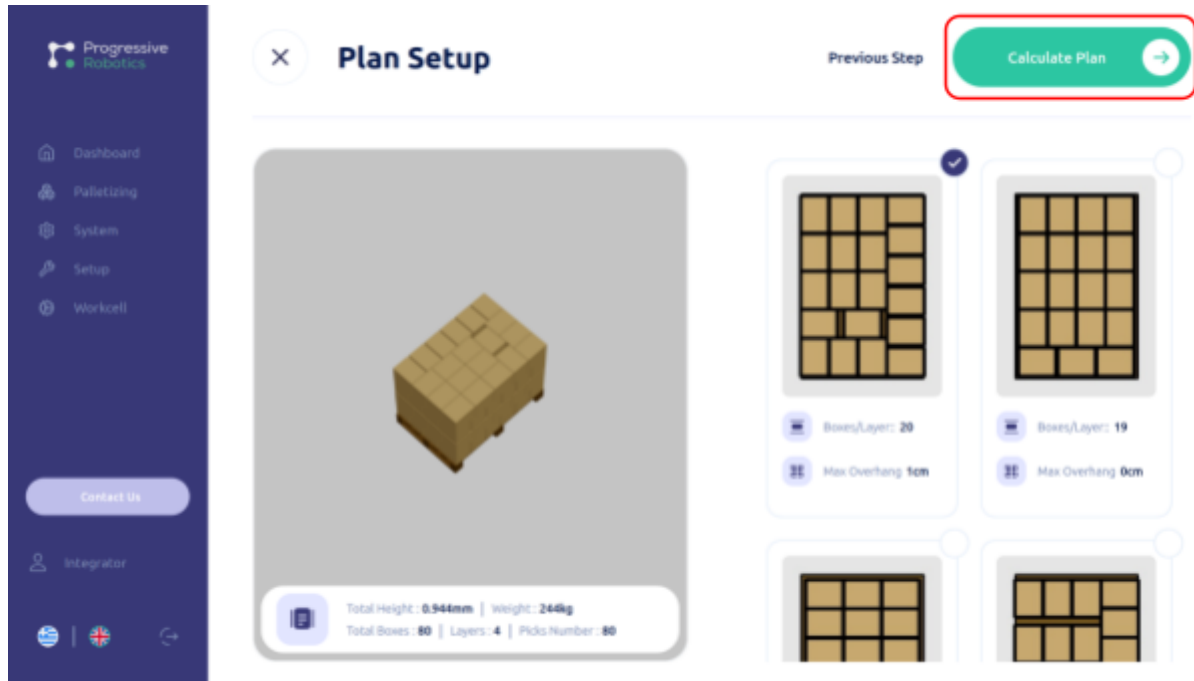 Progressive
Robotics
Plan Setup
Previous Step
Calculate Plan
Dashboard
Palletizing
System
Setup
Workcell
Contact Us
Integrator
Total Height : 0.944mm | Weight : 244kg
Total Boxes : 80 | Layers : 4 | Picks Number : 80
Boxes/Layer: 20
Max Overhang 1cm
Boxes/Layer: 19
Max Overhang 0cm